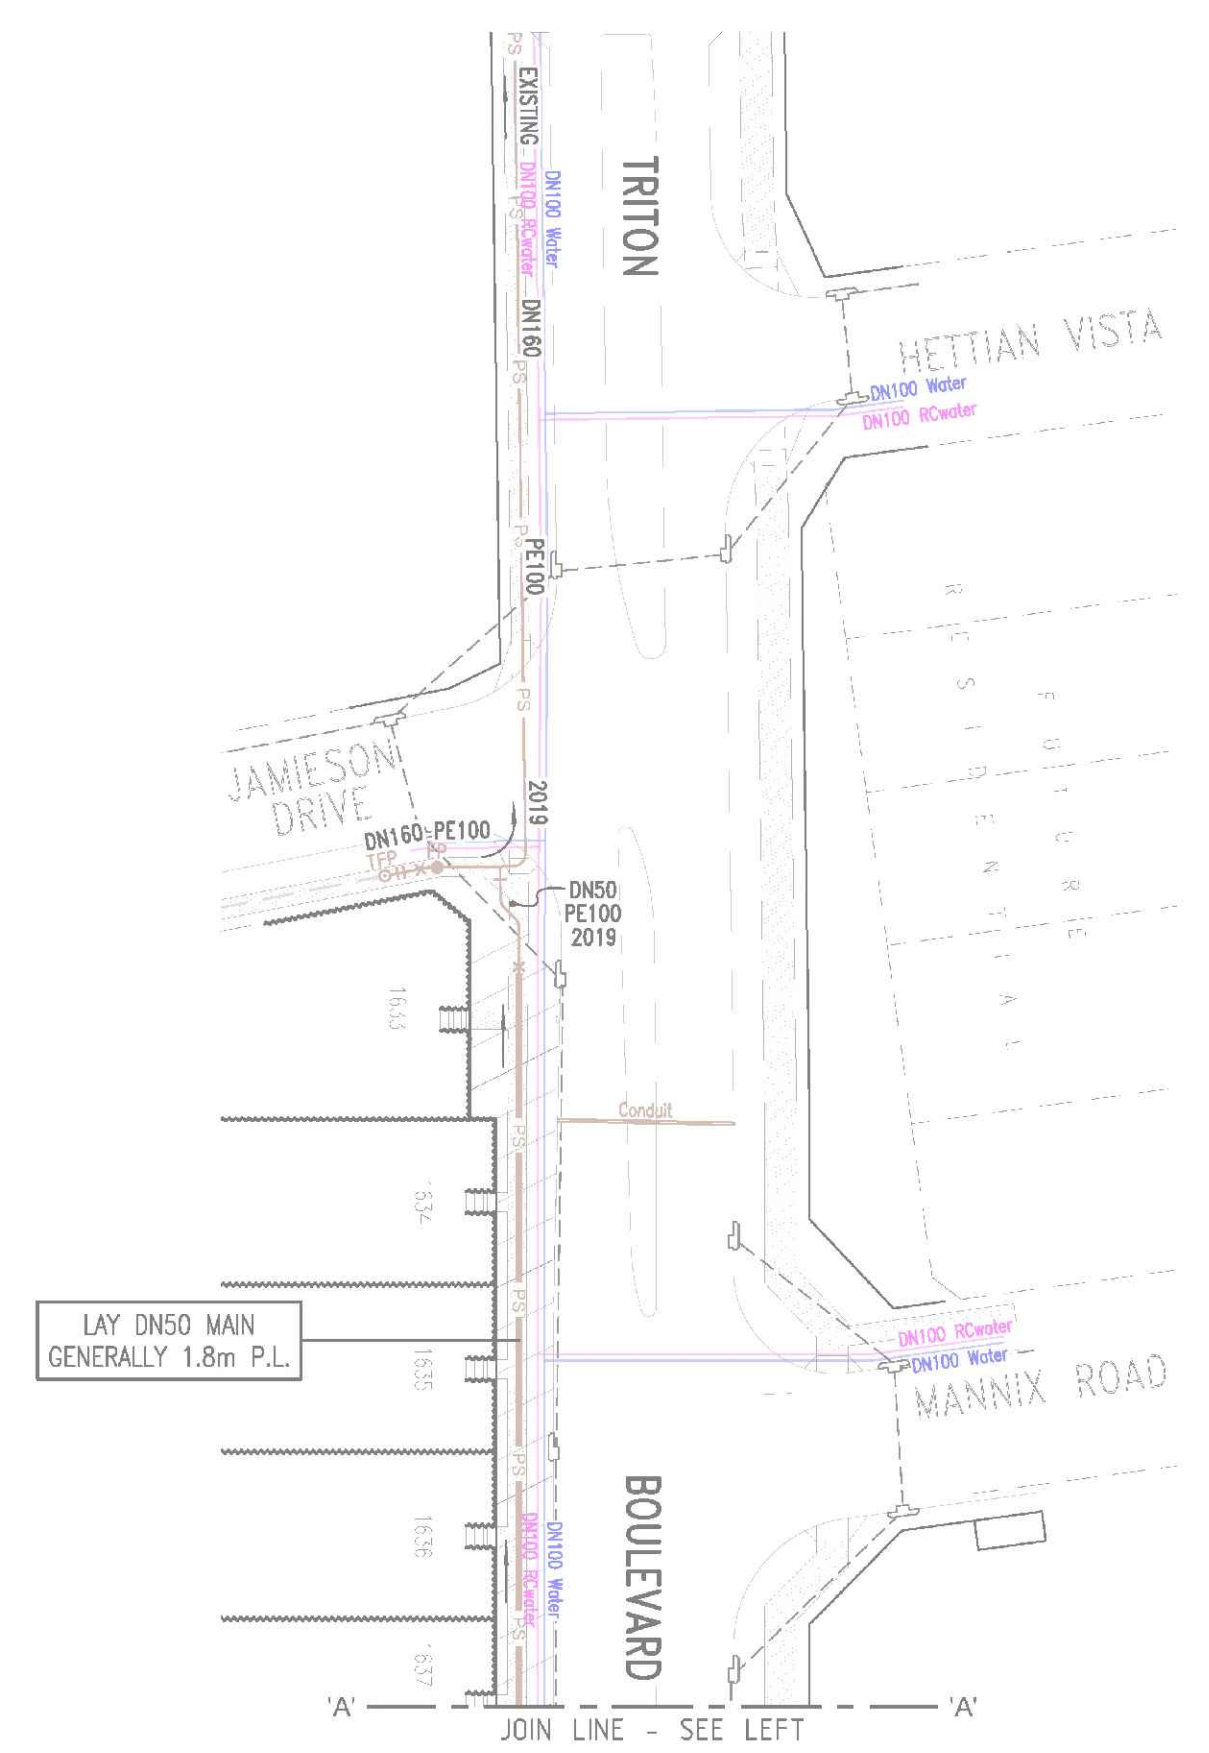 PS
EXISTING
DN100 RCwater
DN100 Water
PS
TRITON
DN160
HETTIAN VISTA
PS
DN100 Water
DN100 RCwater
PS
PE100
RESIDENTIAL
FUTURE
PS
JAMIESON
DRIVE
2019
DN160 PE100
TFP
EP
DN50
PE100
2019
1633
Conduit
PS
1634
PS
LAY DN50 MAIN
GENERALLY 1.8m P.L.
DN100 RCwater
DN100 Water
1635
MANNIX ROAD
PS
BOULEVARD
DN100 RCwater
DN100 Water
1636
PS
1637
'A' 'A'
JOIN LINE - SEE LEFT